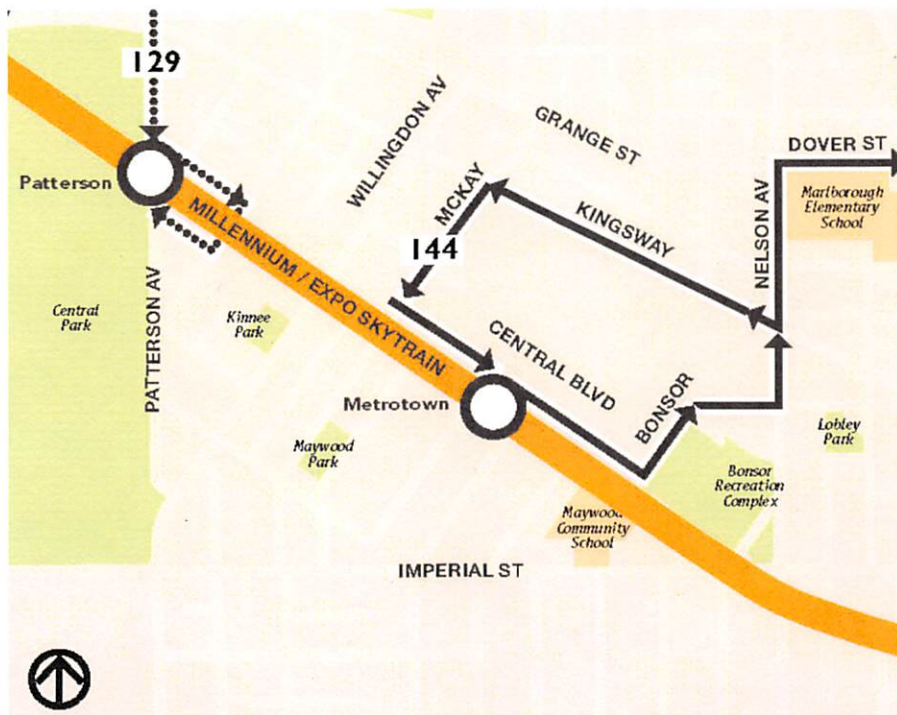 129
WILLINGDON AV
GRANGE ST
DOVER ST
Patterson
MCKAY
KINGSWAY
NELSON AV
Marlborough
Elementary
School
144
MILLENNIUM / EXPO SKYTRAIN
PATTERSON AV
Central
Park
Kinnee
Park
CENTRAL BLVD
Metrotown
BONSOR
Lobley
Park
Maywood
Park
Bonsor
Recreation
Complex
Maywood
Community
School
IMPERIAL ST